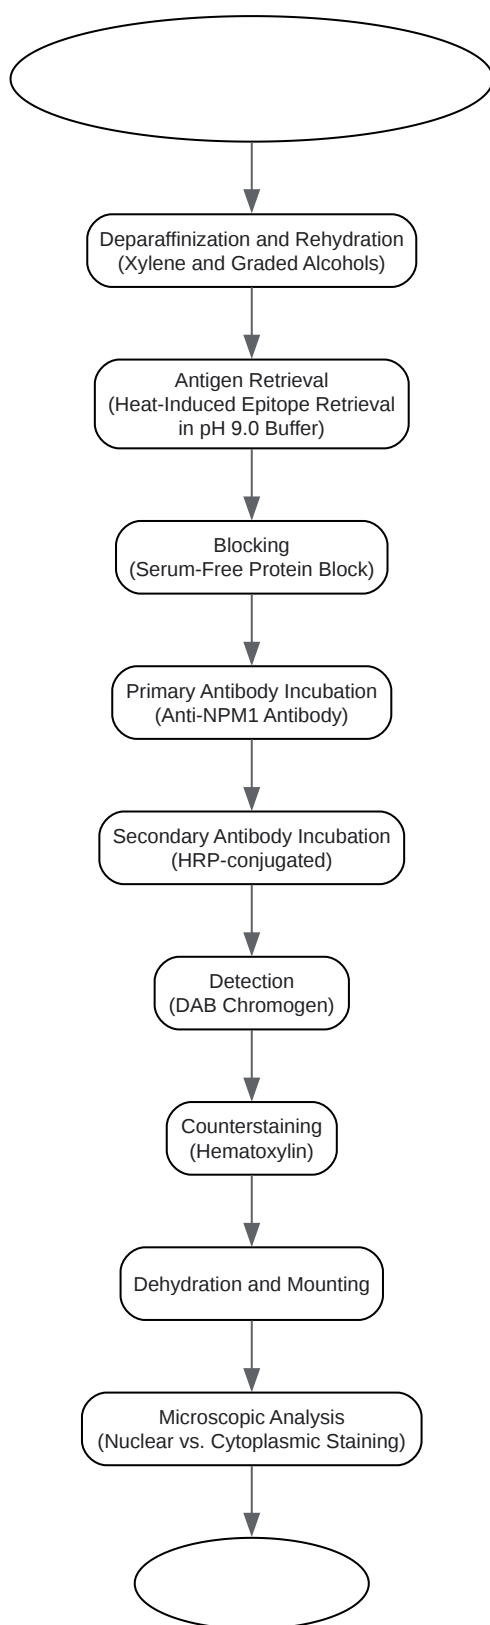 Deparaffinization and Rehydration
(Xylene and Graded Alcohols)
Antigen Retrieval
(Heat-Induced Epitope Retrieval
in pH 9.0 Buffer)
Blocking
(Serum-Free Protein Block)
Primary Antibody Incubation
(Anti-NPM1 Antibody)
Secondary Antibody Incubation
(HRP-conjugated)
Detection
(DAB Chromogen)
Counterstaining
(Hematoxylin)
Dehydration and Mounting
Microscopic Analysis
(Nuclear vs. Cytoplasmic Staining)